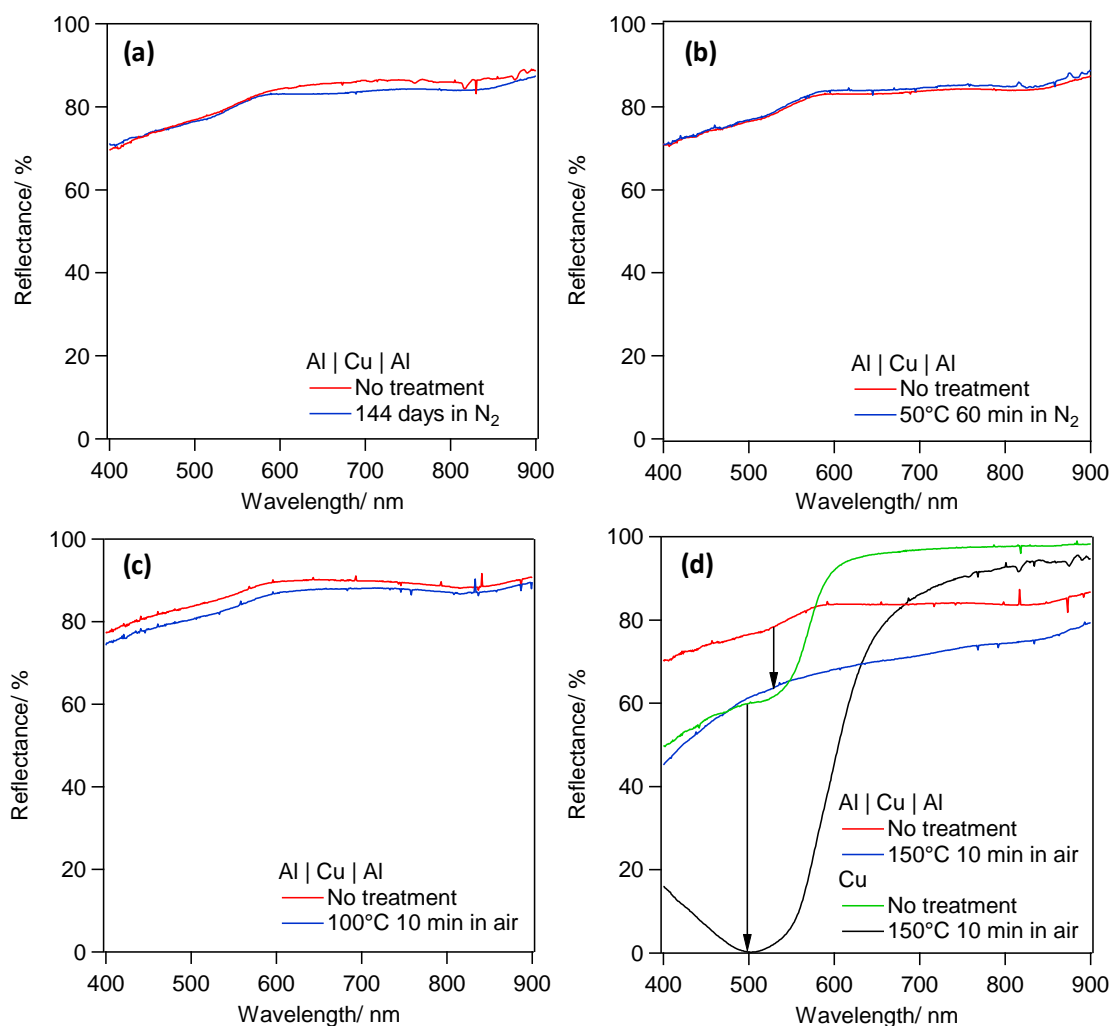 (a)
100
80
60
40
20
0
Reflectance/ %
Al | Cu | Al
No treatment
144 days in N2
400 500 600 700 800 900
Wavelength/ nm
(b)
100
80
60
40
20
0
Reflectance/ %
Al | Cu | Al
No treatment
50°C 60 min in N2
400 500 600 700 800 900
Wavelength/ nm
(c)
100
80
60
40
20
0
Reflectance/ %
Al | Cu | Al
No treatment
100°C 10 min in air
400 500 600 700 800 900
Wavelength/ nm
(d)
100
80
60
40
20
0
Reflectance/ %
Al | Cu | Al
No treatment
150°C 10 min in air
Cu
No treatment
150°C 10 min in air
400 500 600 700 800 900
Wavelength/ nm